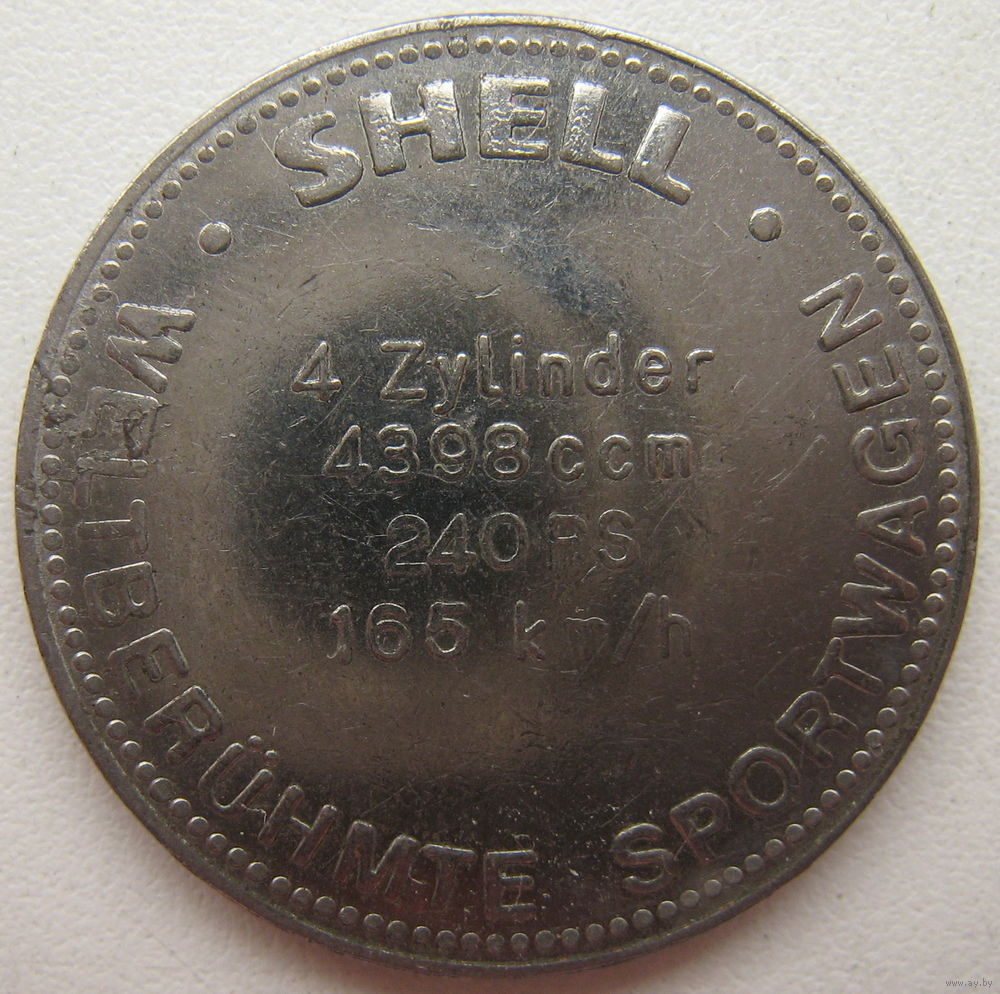 SHELL
4 Zylinder
4398 ccm
240 PS
165 km/h
• WELTBERÜHMTE SPORTWAGEN •
www.ay.by